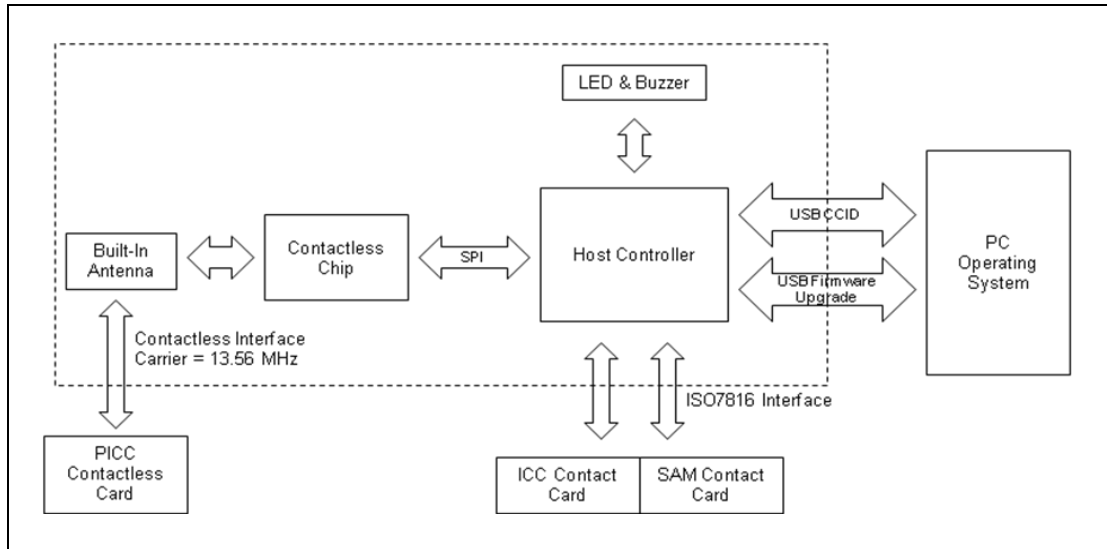 LED & Buzzer
Built-In
Antenna
Contactless
Chip
SPI
Host Controller
USB CCID
USB Firmware
Upgrade
PC
Operating
System
Contactless Interface
Carrier = 13.56 MHz
ISO7816 Interface
PICC
Contactless
Card
ICC Contact
Card
SAM Contact
Card